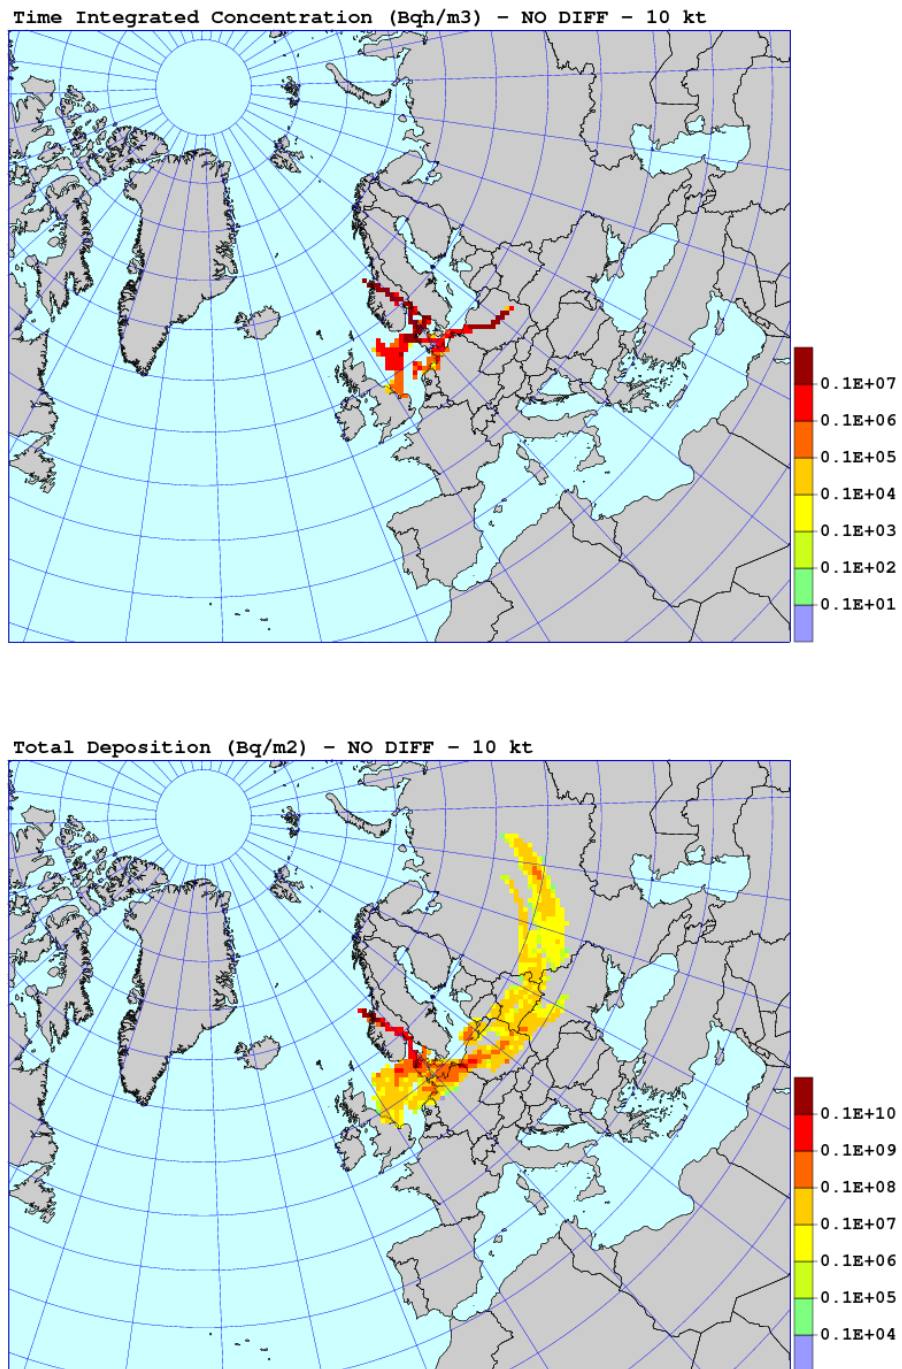 Time Integrated Concentration (Bqh/m3) – NO DIFF – 10 kt
0.1E+07
0.1E+06
0.1E+05
0.1E+04
0.1E+03
0.1E+02
0.1E+01
Total Deposition (Bq/m2) – NO DIFF – 10 kt
0.1E+10
0.1E+09
0.1E+08
0.1E+07
0.1E+06
0.1E+05
0.1E+04